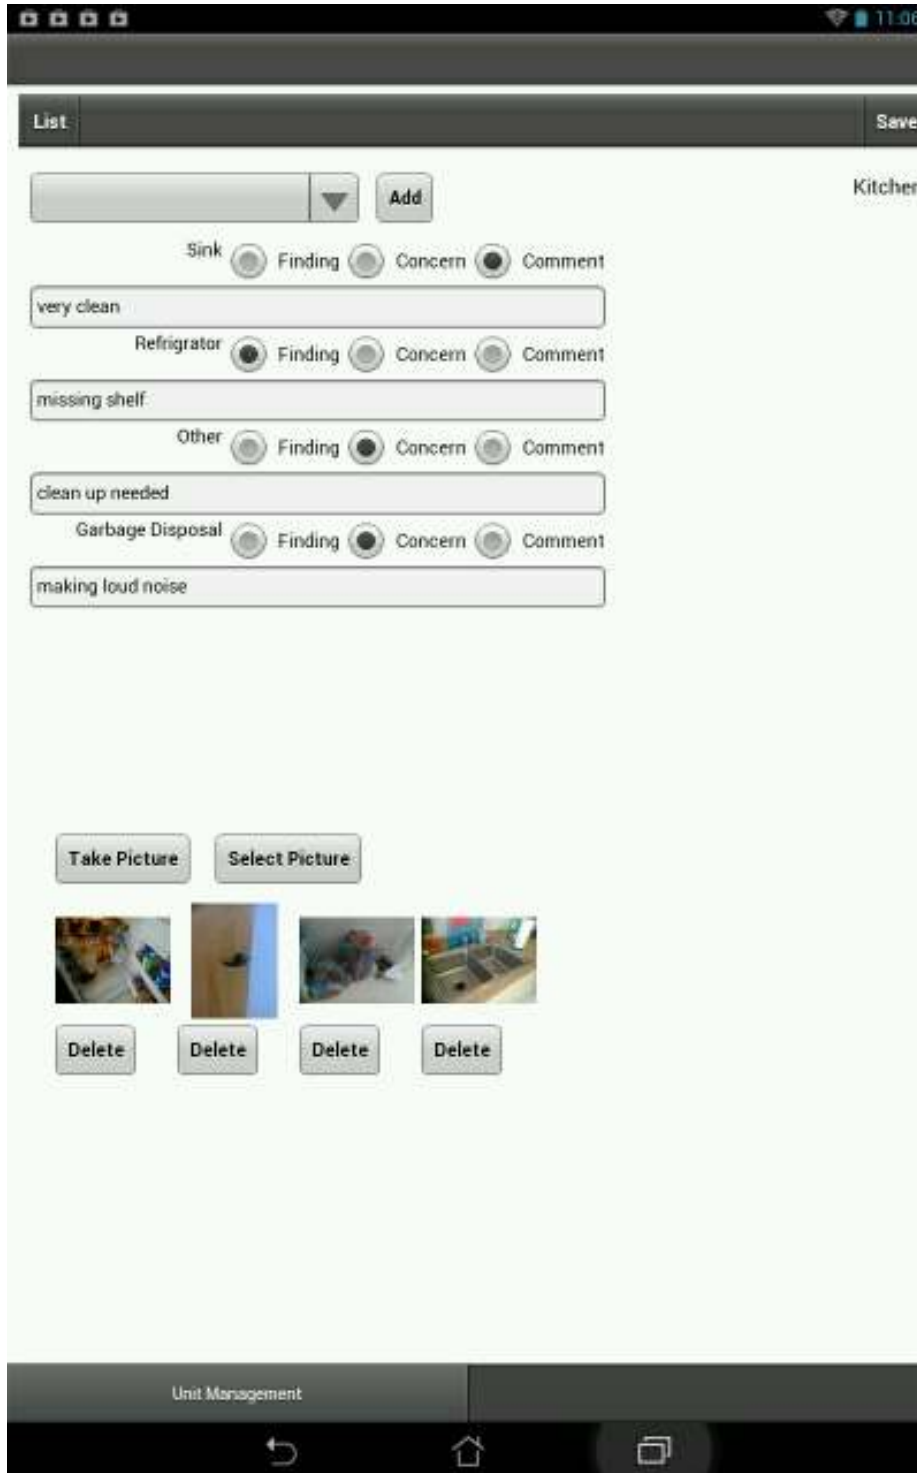 11:06
List Save
Add Kitchen
Sink Finding Concern Comment
very clean
Refrigrator Finding Concern Comment
missing shelf
Other Finding Concern Comment
clean up needed
Garbage Disposal Finding Concern Comment
making loud noise
Take Picture Select Picture
Delete Delete Delete Delete
Unit Management